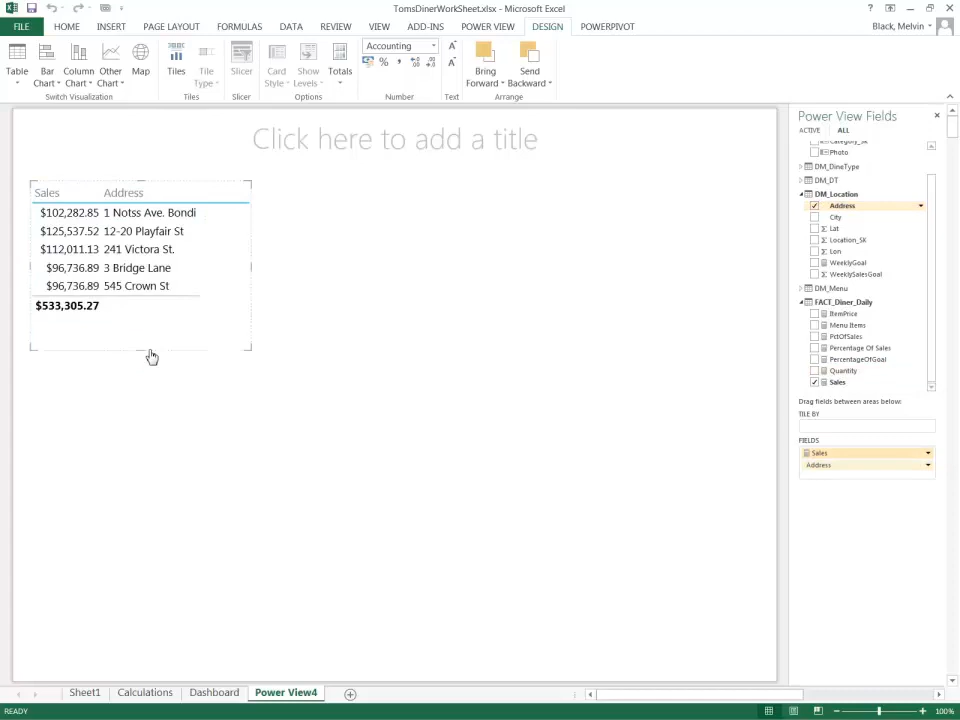 TomsDinerWorkSheet.xlsx - Microsoft Excel
FILE HOME INSERT PAGE LAYOUT FORMULAS DATA REVIEW VIEW ADD-INS POWER VIEW DESIGN POWERPIVOT
Black, Melvin
Table
Bar Chart
Column Chart
Other Chart
Map
Switch Visualization
Tiles
Tile Type
Tiles
Slicer
Slicer
Card Style
Show Levels
Totals
Options
Accounting
Number
Text
Bring Forward
Send Backward
Arrange
Click here to add a title
Sales Address
$102,282.85 1 Notss Ave. Bondi
$125,537.52 12-20 Playfair St
$112,011.13 241 Victora St.
$96,736.89 3 Bridge Lane
$96,736.89 545 Crown St
$533,305.27
Power View Fields
ACTIVE ALL
Category_SK
Photo
DM_DineType
DM_DT
DM_Location
Address
City
Lat
Location_SK
Lon
WeeklyGoal
WeeklySalesGoal
DM_Menu
FACT_Diner_Daily
ItemPrice
Menu Items
PctOfSales
Percentage Of Sales
PercentageOfGoal
Quantity
Sales
Drag fields between areas below:
TILE BY
FIELDS
Sales
Address
Sheet1 Calculations Dashboard Power View4
READY
100%